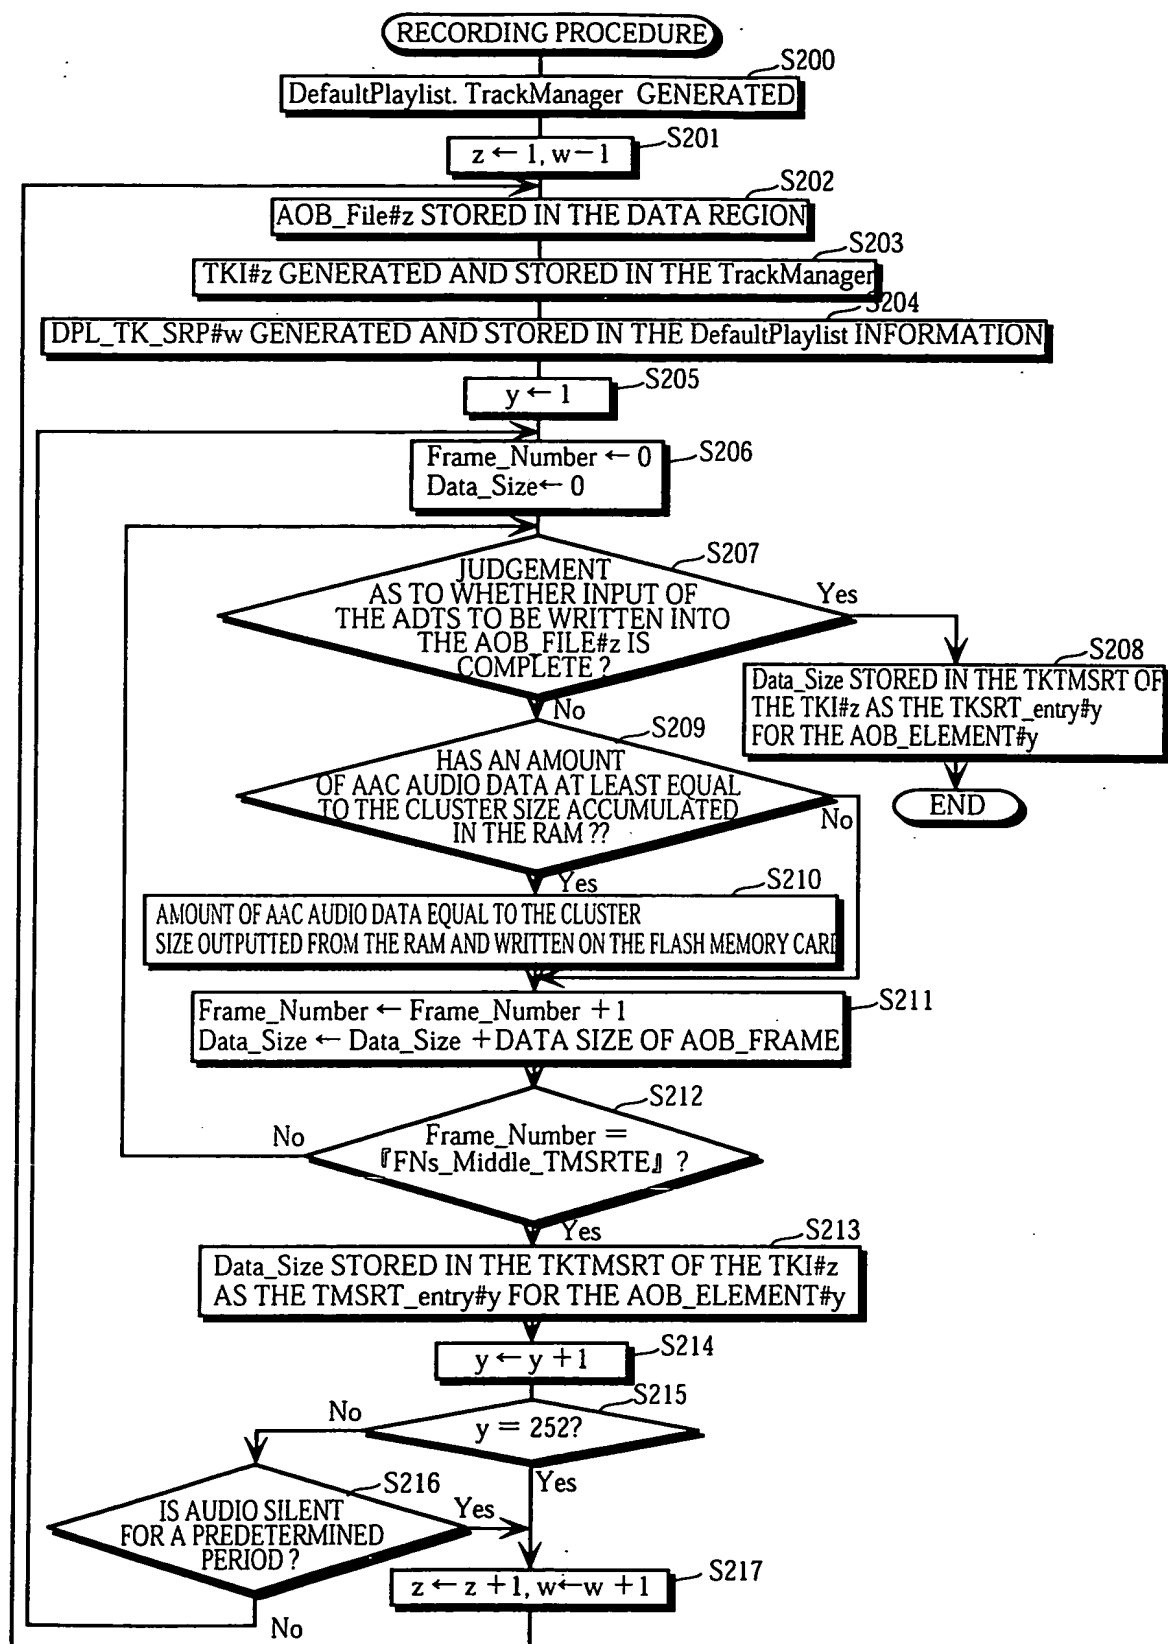 RECORDING PROCEDURE
S200
DefaultPlaylist. TrackManager GENERATED
S201
z ← 1, w−1
S202
AOB_File#z STORED IN THE DATA REGION
S203
TKI#z GENERATED AND STORED IN THE TrackManager
S204
DPL_TK_SRP#w GENERATED AND STORED IN THE DefaultPlaylist INFORMATION
S205
y ← 1
S206
Frame_Number ← 0
Data_Size← 0
S207
JUDGEMENT
AS TO WHETHER INPUT OF
THE ADTS TO BE WRITTEN INTO
THE AOB_FILE#z IS
COMPLETE ?
Yes
No
S208
Data_Size STORED IN THE TKTMSRT OF
THE TKI#z AS THE TKSRT_entry#y
FOR THE AOB_ELEMENT#y
END
S209
HAS AN AMOUNT
OF AAC AUDIO DATA AT LEAST EQUAL
TO THE CLUSTER SIZE ACCUMULATED
IN THE RAM ??
No
Yes
S210
AMOUNT OF AAC AUDIO DATA EQUAL TO THE CLUSTER
SIZE OUTPUTTED FROM THE RAM AND WRITTEN ON THE FLASH MEMORY CARD
S211
Frame_Number ← Frame_Number +1
Data_Size ← Data_Size +DATA SIZE OF AOB_FRAME
S212
No
Frame_Number =
『FNs_Middle_TMSRTE』 ?
Yes
S213
Data_Size STORED IN THE TKTMSRT OF THE TKI#z
AS THE TMSRT_entry#y FOR THE AOB_ELEMENT#y
S214
y ← y +1
S215
No
y = 252?
Yes
S216
IS AUDIO SILENT
FOR A PREDETERMINED
PERIOD ?
Yes
No
S217
z ← z +1, w←w +1